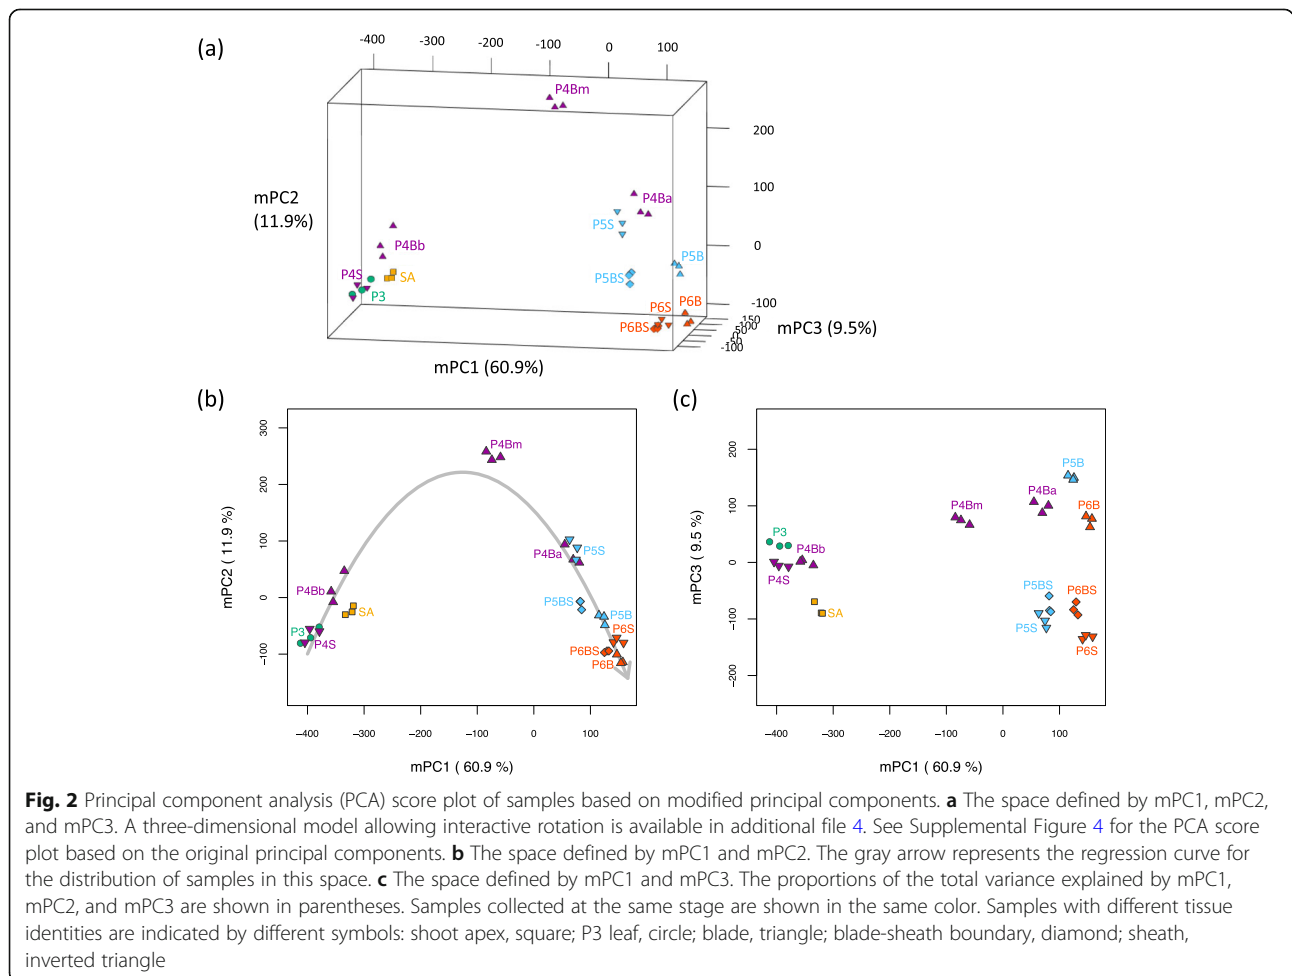 (a)
-400 -300 -200 -100 0 100
P4Bm
200
100
0
-100
mPC2
(11.9%)
P4Ba
P5S
P4Bb
P5B
P5BS
P4S
SA
P3
P6S P6B
P6BS
150
100
50
0
-50
-100
mPC3 (9.5%)
mPC1 (60.9%)
(b)
300
200
100
0
−100
mPC2 ( 11.9 %)
P4Bm
P5S
P4Ba
P4Bb
P5BS
SA
P5B
P3
P6S
P4S
P6BS
P6B
−400 −300 −200 −100 0 100
mPC1 ( 60.9 %)
(c)
200
100
0
−100
−200
mPC3 ( 9.5 %)
P5B
P4Ba
P4Bm
P6B
P3
P4Bb
P4S
P5BS
P6BS
SA
P5S
P6S
−400 −300 −200 −100 0 100
mPC1 ( 60.9 %)
Fig. 2 Principal component analysis (PCA) score plot of samples based on modified principal components. a The space defined by mPC1, mPC2,
and mPC3. A three-dimensional model allowing interactive rotation is available in additional file 4. See Supplemental Figure 4 for the PCA score
plot based on the original principal components. b The space defined by mPC1 and mPC2. The gray arrow represents the regression curve for
the distribution of samples in this space. c The space defined by mPC1 and mPC3. The proportions of the total variance explained by mPC1,
mPC2, and mPC3 are shown in parentheses. Samples collected at the same stage are shown in the same color. Samples with different tissue
identities are indicated by different symbols: shoot apex, square; P3 leaf, circle; blade, triangle; blade-sheath boundary, diamond; sheath,
inverted triangle